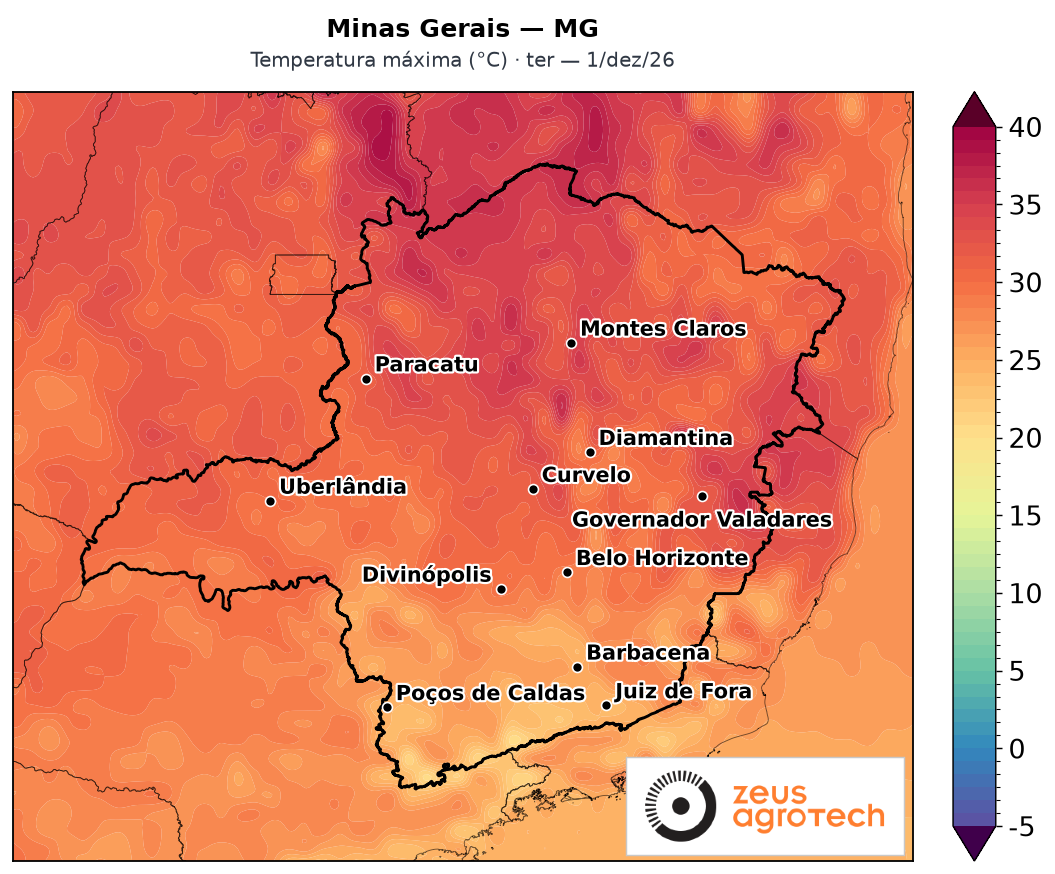 Minas Gerais — MG
Temperatura máxima (°C) · ter — 1/dez/26
40
35
30
25
20
15
10
5
0
-5
Montes Claros
Paracatu
Diamantina
Curvelo
Uberlândia
Governador Valadares
Belo Horizonte
Divinópolis
Barbacena
Poços de Caldas
Juiz de Fora
zeus
agrotech